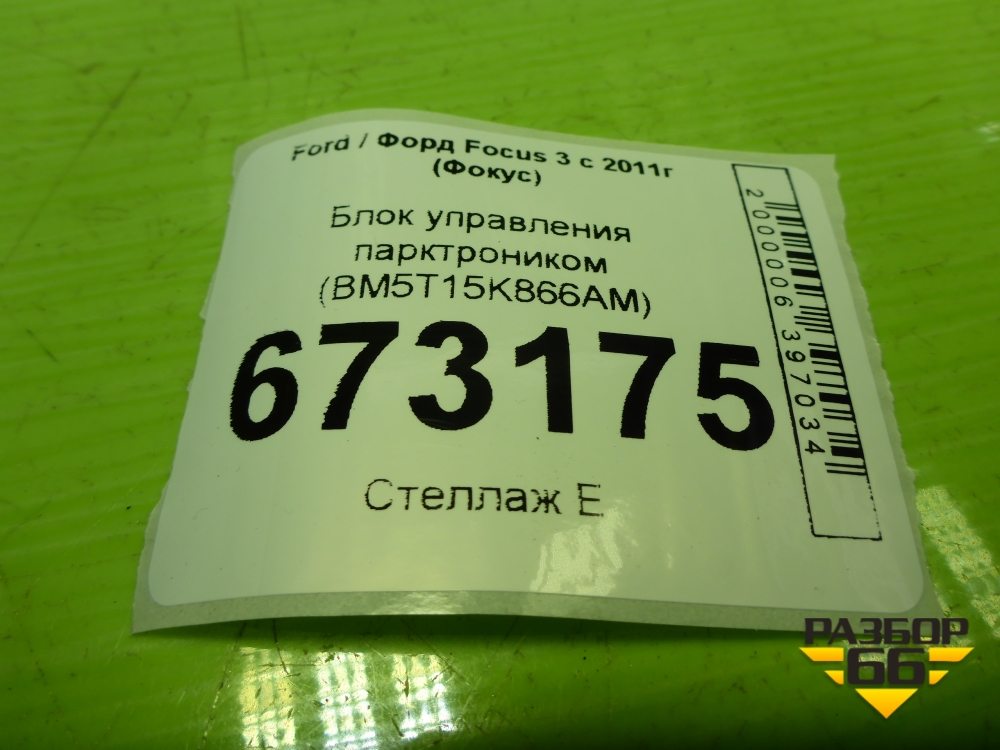 Ford / Форд Focus 3 с 2011г
(Фокус)
Блок управления
парктроником
(BM5T15K866AM)
673175
Стеллаж Е
2000006397034
РАЗБОР
66